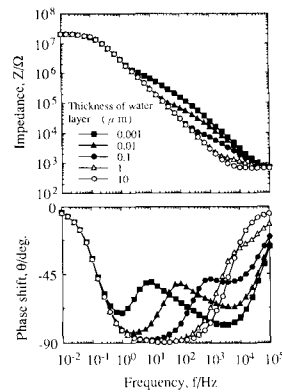 10^8
10^7
10^6
10^5
10^4
10^3
10^2
Impedance, Z/Ω
Thickness of water
layer (μm)
0.001
0.01
0.1
1
10
0
-45
-90
Phase shift, θ/deg.
10^-2 10^-1 10^0 10^1 10^2 10^3 10^4 10^5
Frequency, f/Hz